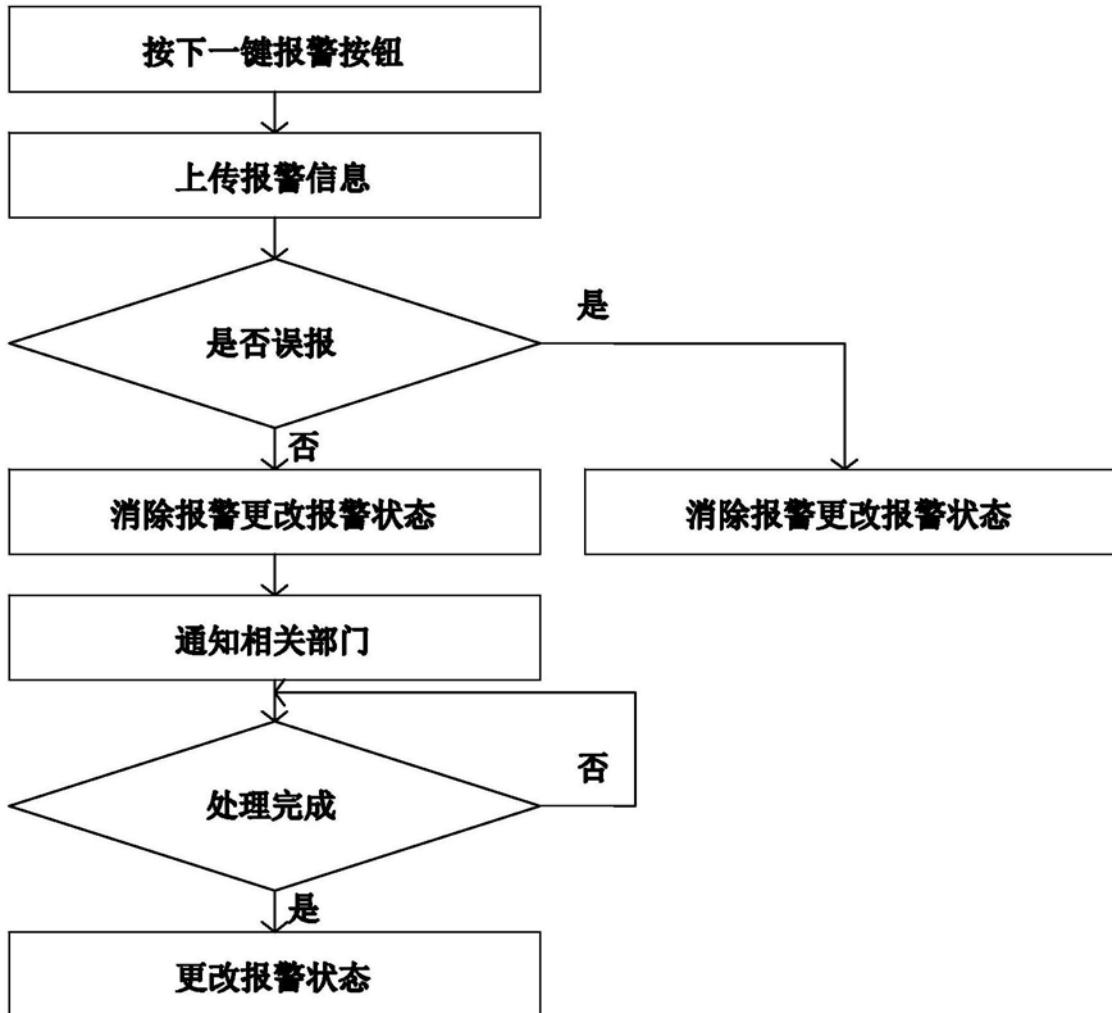 按下一键报警按钮
上传报警信息
是否误报
是
否
消除报警更改报警状态
消除报警更改报警状态
通知相关部门
否
处理完成
是
更改报警状态